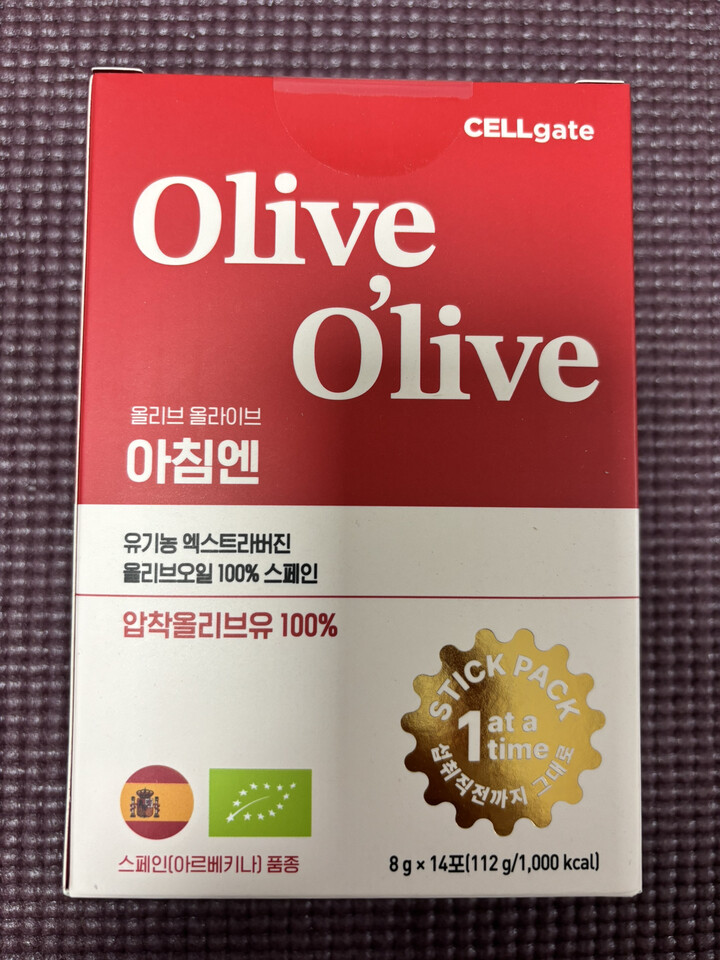 CELLgate
Olive,
O'live
올리브 올라이브
아침엔
유기농 엑스트라버진
올리브오일 100% 스페인
압착올리브유 100%
STICK PACK
1 at a
time
섭취직전까지 그대로
스페인(아르베키나) 품종
8 g × 14포(112 g/1,000 kcal)